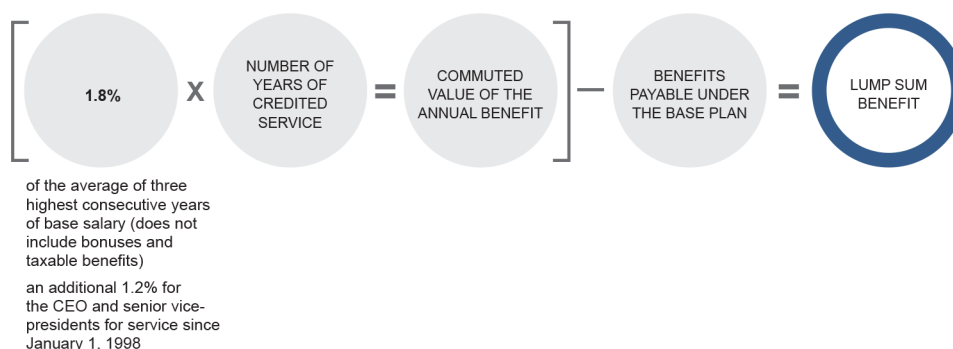 1.8%
X
NUMBER OF
YEARS OF
CREDITED
SERVICE
=
COMMUTED
VALUE OF THE
ANNUAL BENEFIT
—
BENEFITS
PAYABLE UNDER
THE BASE PLAN
=
LUMP SUM
BENEFIT
of the average of three
highest consecutive years
of base salary (does not
include bonuses and
taxable benefits)
an additional 1.2% for
the CEO and senior vice-
presidents for service since
January 1, 1998